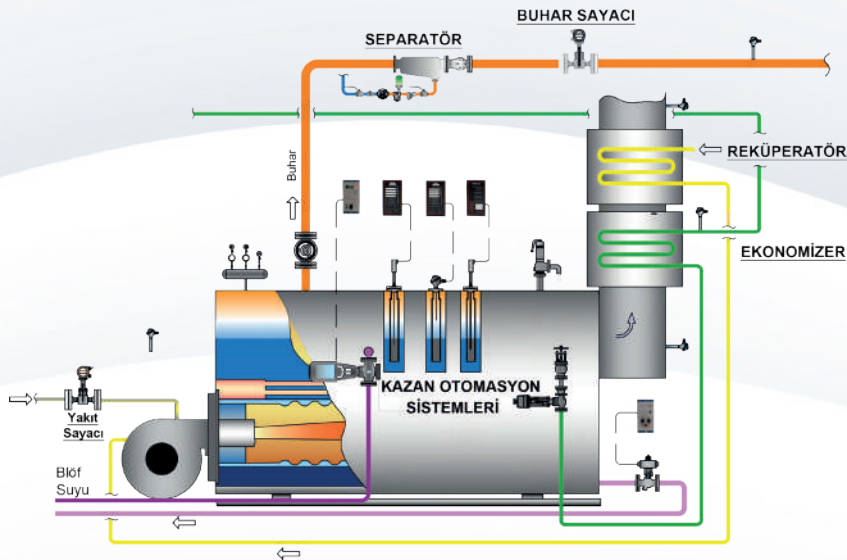 BUHAR SAYACI
SEPARATÖR
REKÜPERATÖR
Buhar
EKONOMİZER
KAZAN OTOMASYON
SİSTEMLERİ
Yakıt
Sayacı
Blöf
Suyu